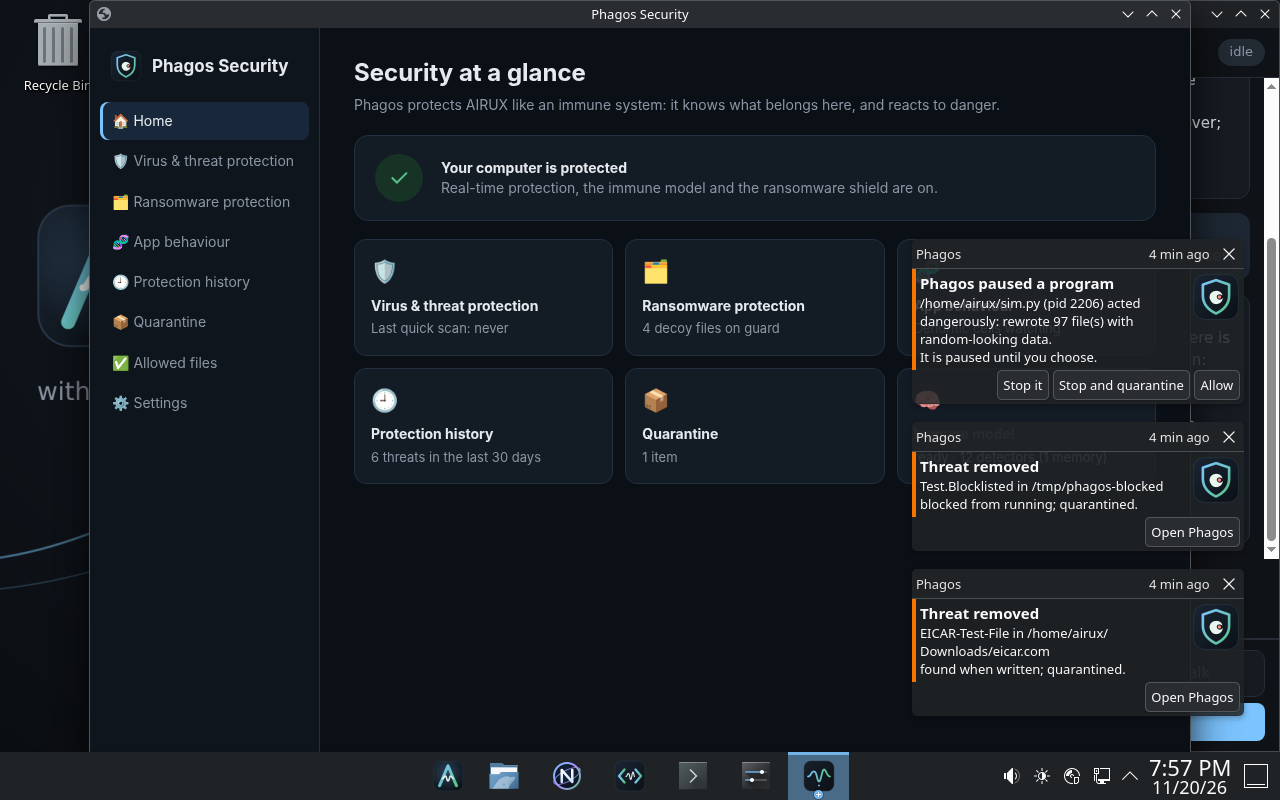 Phagos Security
Recycle Bin
idle
Phagos Security
Home
Virus & threat protection
Ransomware protection
App behaviour
Protection history
Quarantine
Allowed files
Settings
Security at a glance
Phagos protects AIRUX like an immune system: it knows what belongs here, and reacts to danger.
Your computer is protected
Real-time protection, the immune model and the ransomware shield are on.
Virus & threat protection
Last quick scan: never
Ransomware protection
4 decoy files on guard
Protection history
6 threats in the last 30 days
Quarantine
1 item
ready · 12 detectors (1 memory)
Phagos
4 min ago
Phagos paused a program
/home/airux/sim.py (pid 2206) acted
dangerously: rewrote 97 file(s) with
random-looking data.
It is paused until you choose.
Stop it
Stop and quarantine
Allow
Phagos
4 min ago
Threat removed
Test.Blocklisted in /tmp/phagos-blocked
blocked from running; quarantined.
Open Phagos
Phagos
4 min ago
Threat removed
EICAR-Test-File in /home/airux/
Downloads/eicar.com
found when written; quarantined.
Open Phagos
with
ver;
ere is
7:57 PM
11/20/26